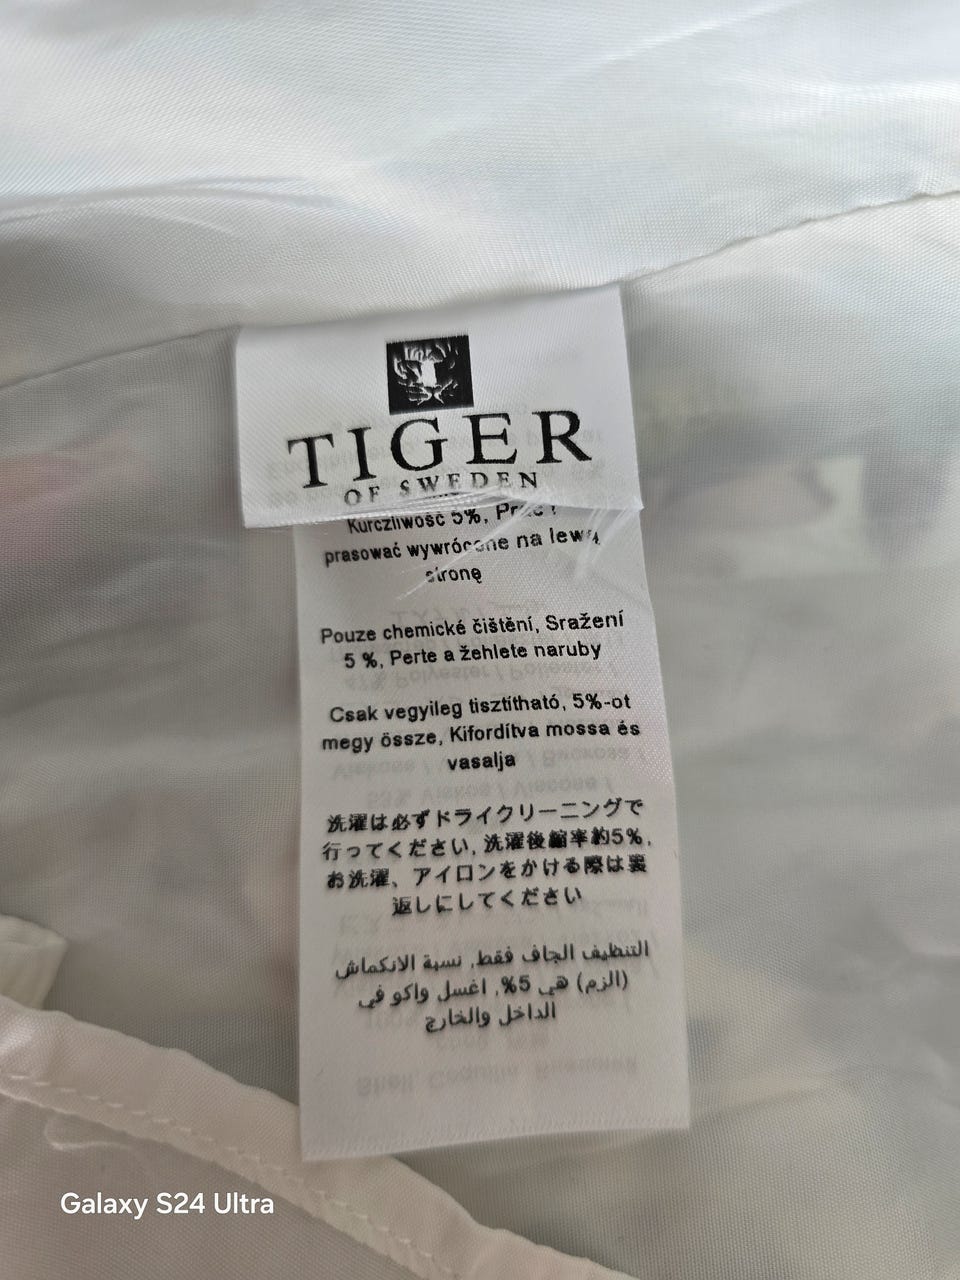 TIGER
OF SWEDEN
Kurczliwość 5%,
prasować wywrócone na lewą
stronę
Pouze chemické čištění, Sražení
5 %, Perte a žehlete naruby
Csak vegyileg tisztítható, 5%-ot
megy össze, Kifordítva mossa és
vasalja
洗濯は必ずドライクリーニングで
行ってください, 洗濯後縮率約5%,
お洗濯、アイロンをかける際は裏
返しにしてください
التنظيف الجاف فقط, نسبة الانكماش
(الزم) هي 5%, اغسل واكو في
الداخل والخارج
Galaxy S24 Ultra